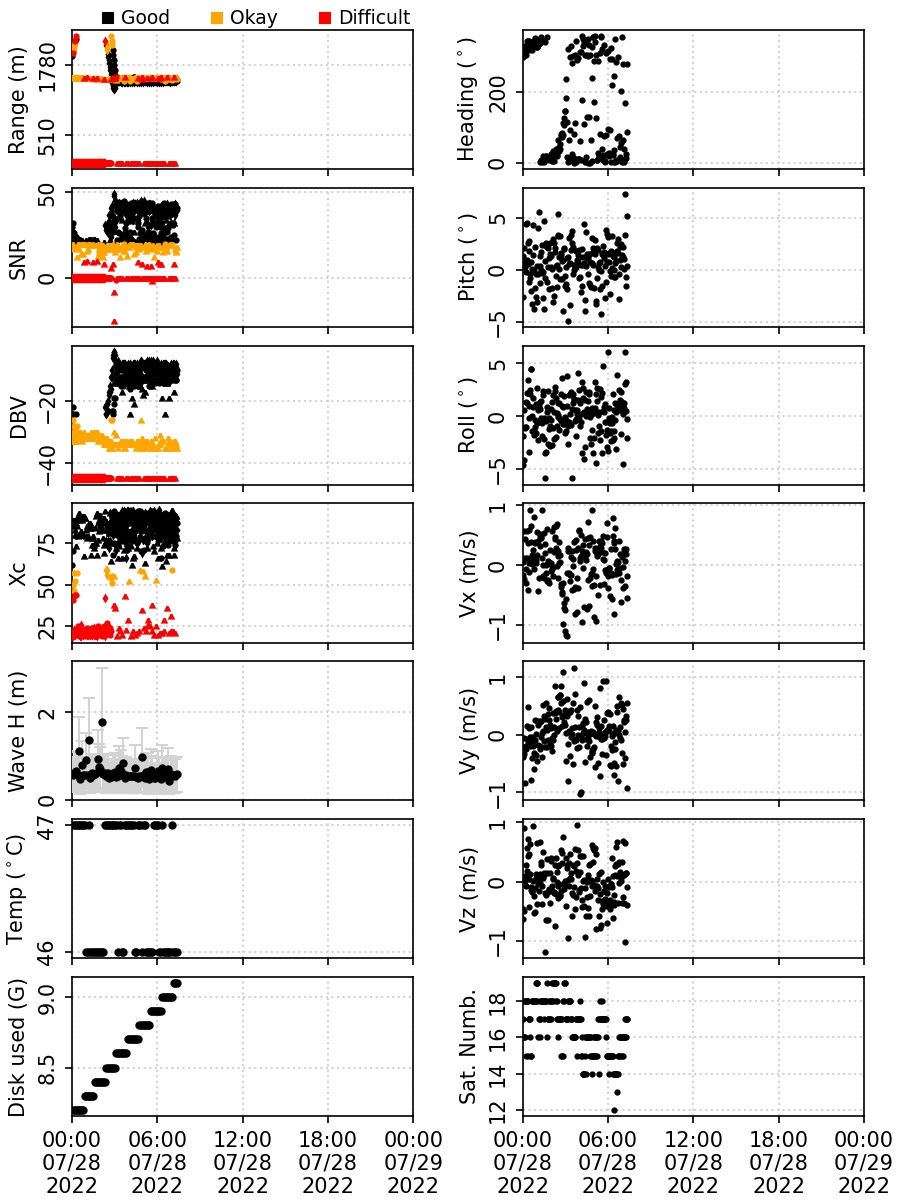 Good Okay Difficult
Range (m)
1780
510
Heading (°)
200
0
SNR
50
0
Pitch (°)
5
0
−5
DBV
−20
−40
Roll (°)
5
0
−5
Xc
75
50
25
Vx (m/s)
1
0
−1
Wave H (m)
2
0
Vy (m/s)
1
0
−1
Temp (°C)
47
46
Vz (m/s)
1
0
−1
Disk used (G)
9.0
8.5
Sat. Numb.
18
16
14
12
00:00 06:00 12:00 18:00 00:00
07/28 07/28 07/28 07/28 07/29
2022 2022 2022 2022 2022
00:00 06:00 12:00 18:00 00:00
07/28 07/28 07/28 07/28 07/29
2022 2022 2022 2022 2022